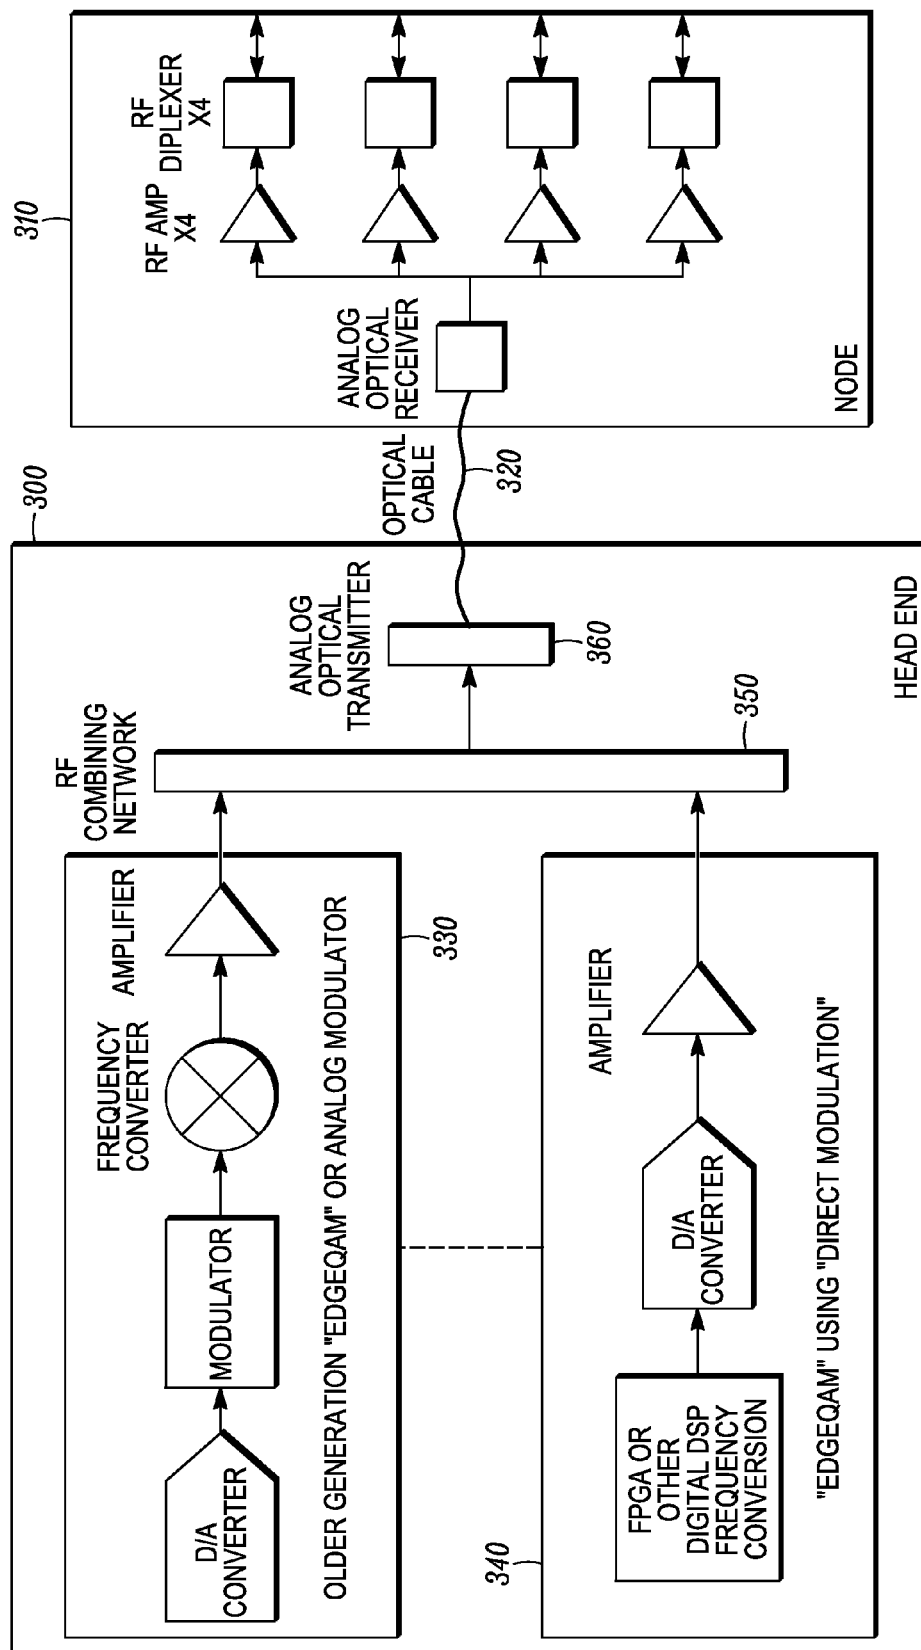 300
HEAD END
330
OLDER GENERATION "EDGEQAM" OR ANALOG MODULATOR
D/A
CONVERTER
MODULATOR
FREQUENCY
CONVERTER
AMPLIFIER
340
"EDGEQAM" USING "DIRECT MODULATION"
FPGA OR
OTHER
DIGITAL DSP
FREQUENCY
CONVERSION
D/A
CONVERTER
AMPLIFIER
RF
COMBINING
NETWORK
350
ANALOG
OPTICAL
TRANSMITTER
360
OPTICAL
CABLE
320
310
NODE
ANALOG
OPTICAL
RECEIVER
RF AMP
X4
RF
DIPLEXER
X4